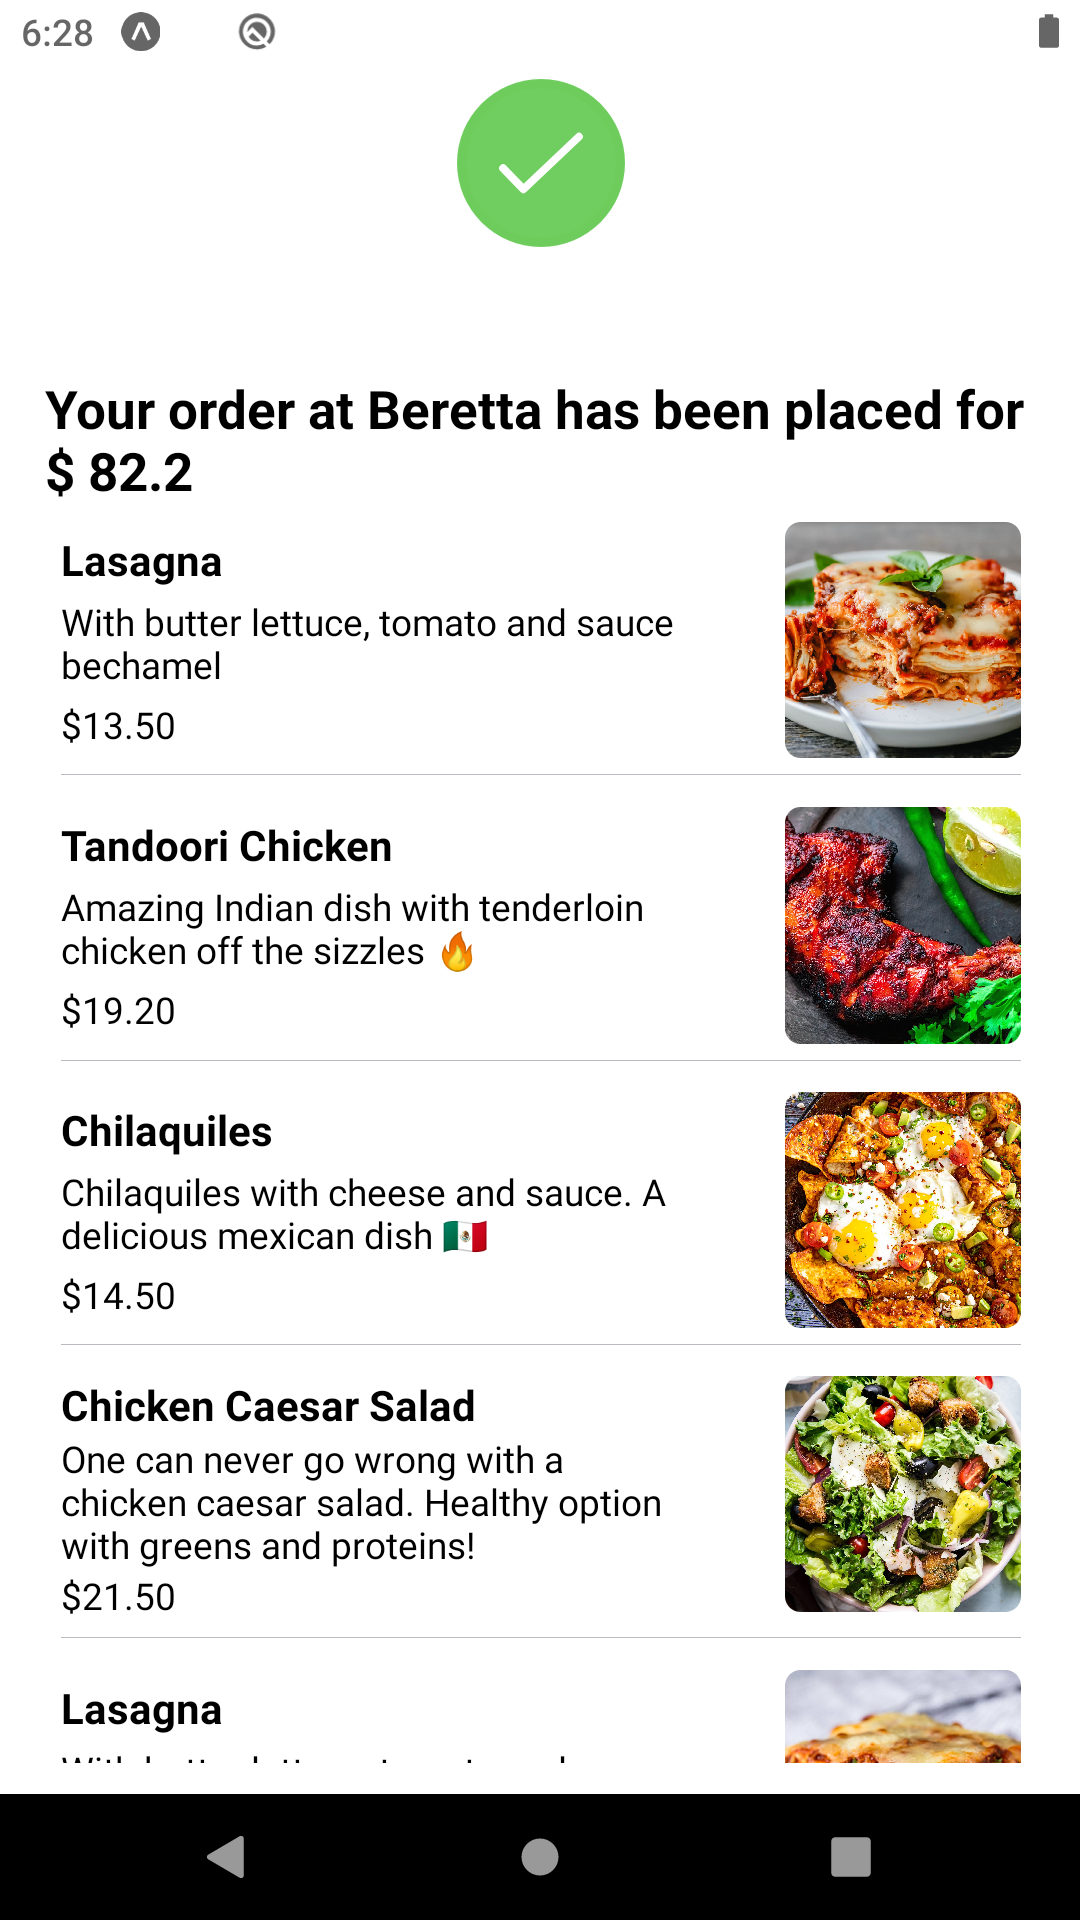 6:28
Your order at Beretta has been placed for
$ 82.2
Lasagna
With butter lettuce, tomato and sauce
bechamel
$13.50
Tandoori Chicken
Amazing Indian dish with tenderloin
chicken off the sizzles 🔥
$19.20
Chilaquiles
Chilaquiles with cheese and sauce. A
delicious mexican dish 🇲🇽
$14.50
Chicken Caesar Salad
One can never go wrong with a
chicken caesar salad. Healthy option
with greens and proteins!
$21.50
Lasagna